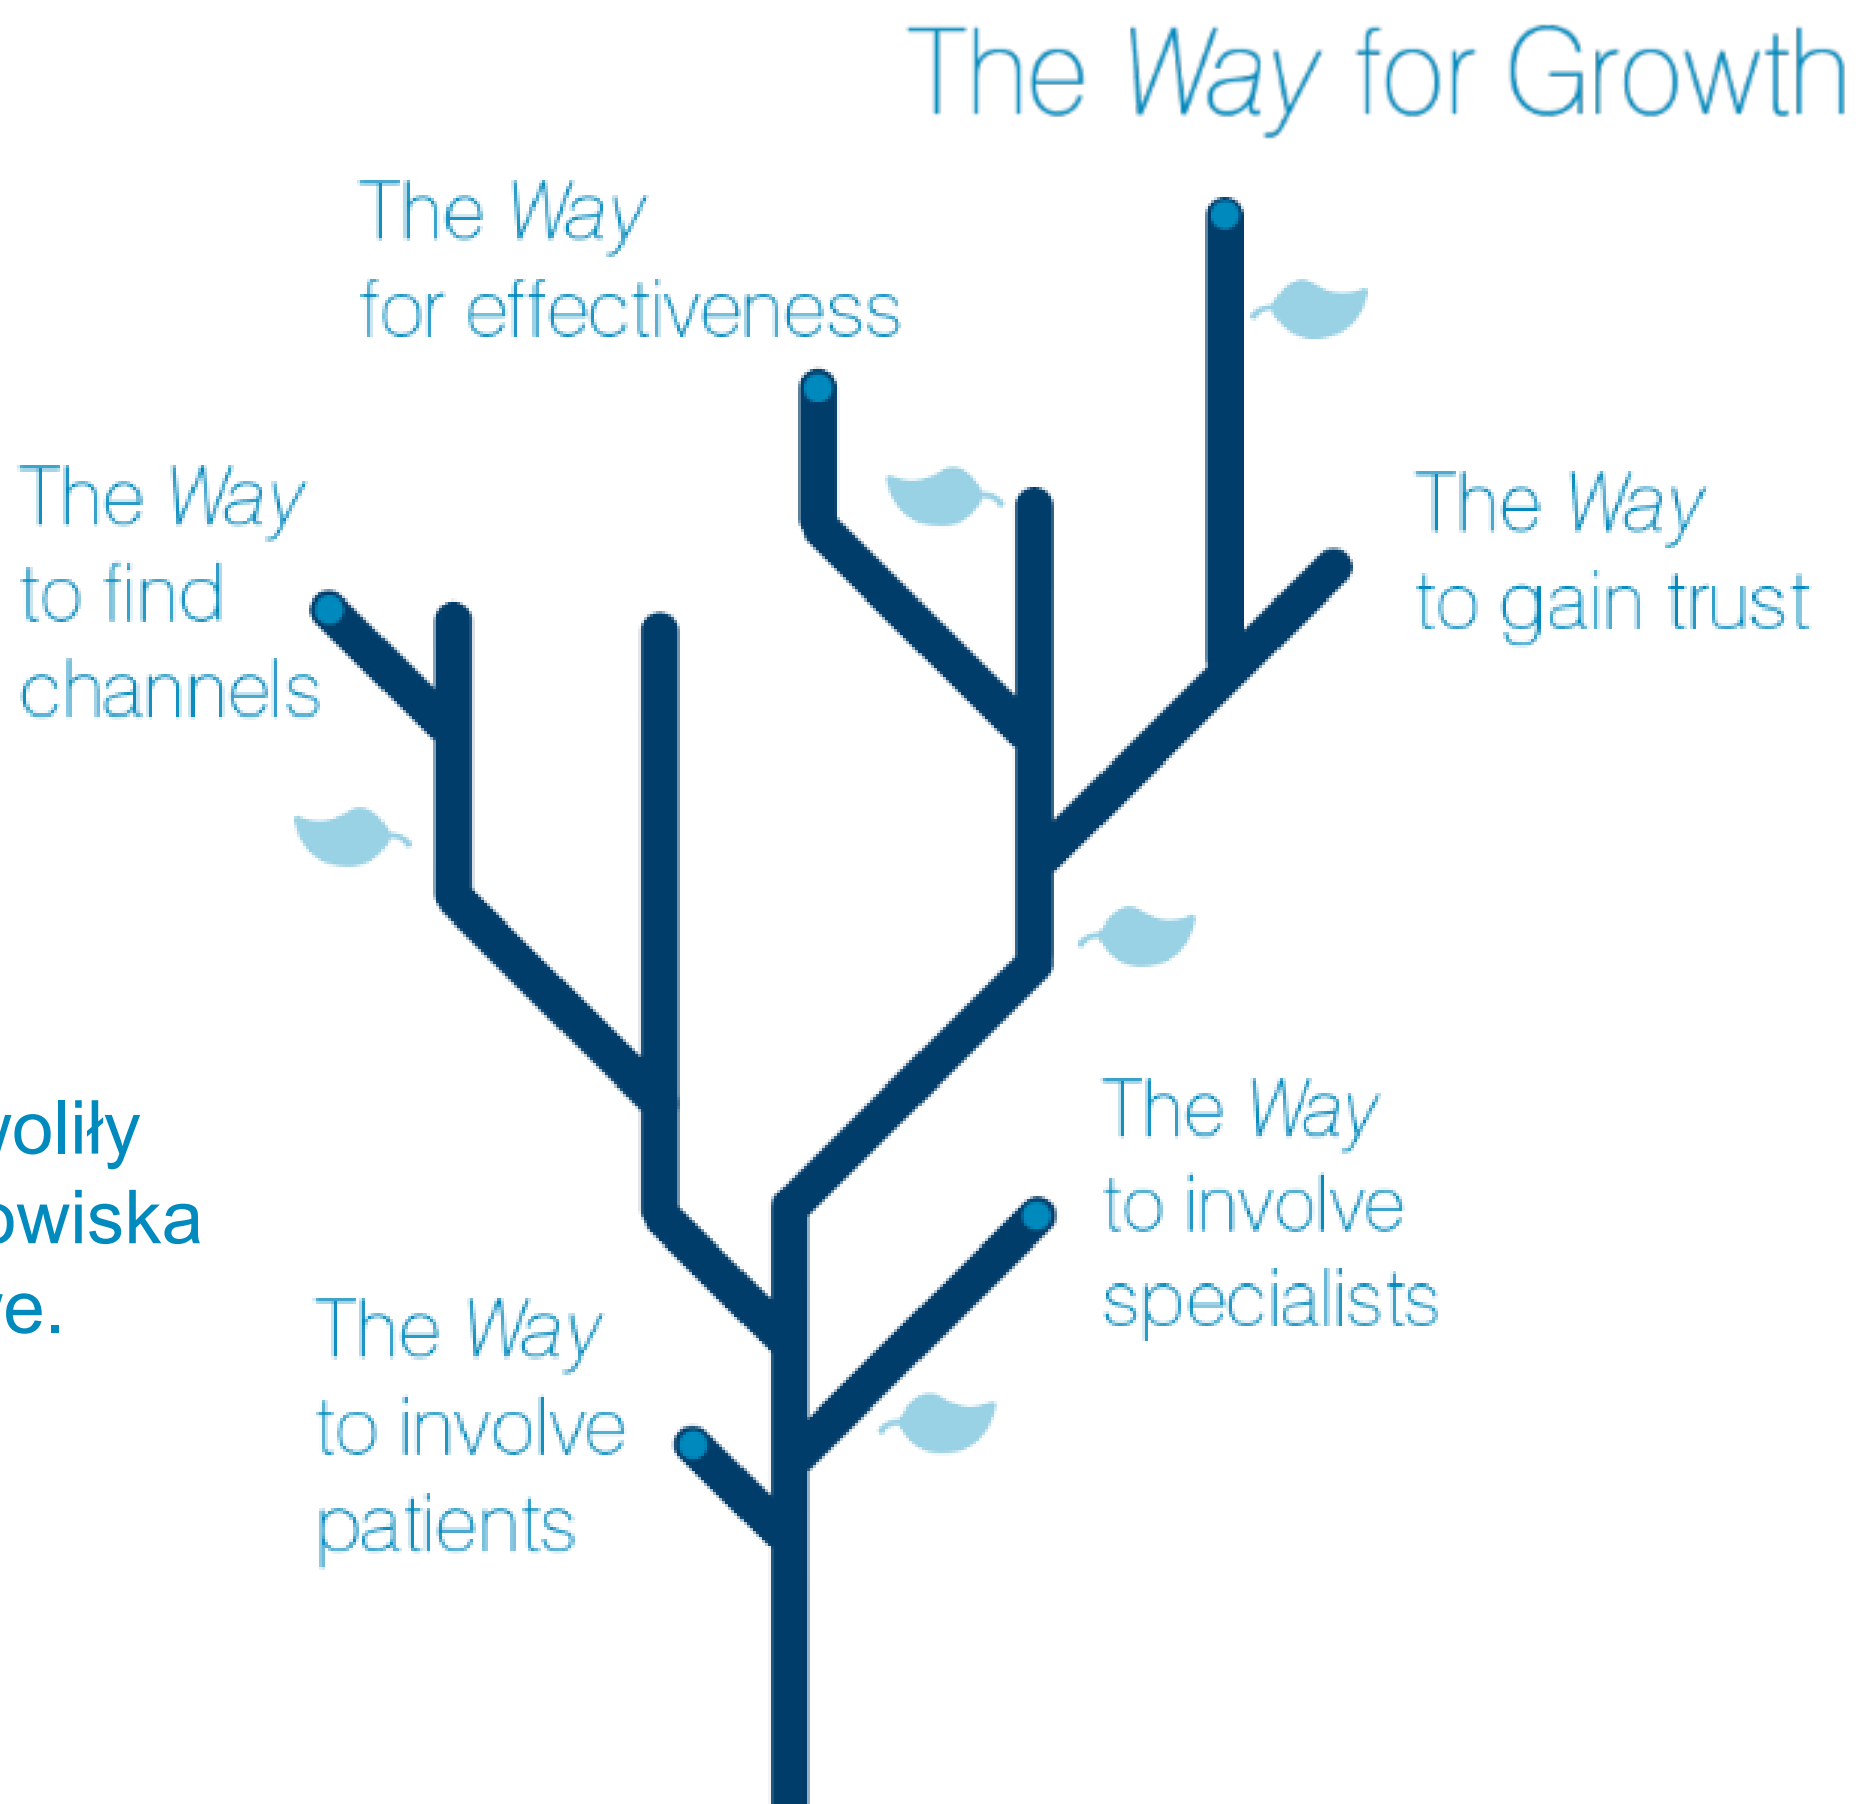 The Way for Growth
The Way
for effectiveness
The Way
to find
channels
The Way
to gain trust
The Way
to involve
specialists
The Way
to involve
patients
woliły
owiska
e.